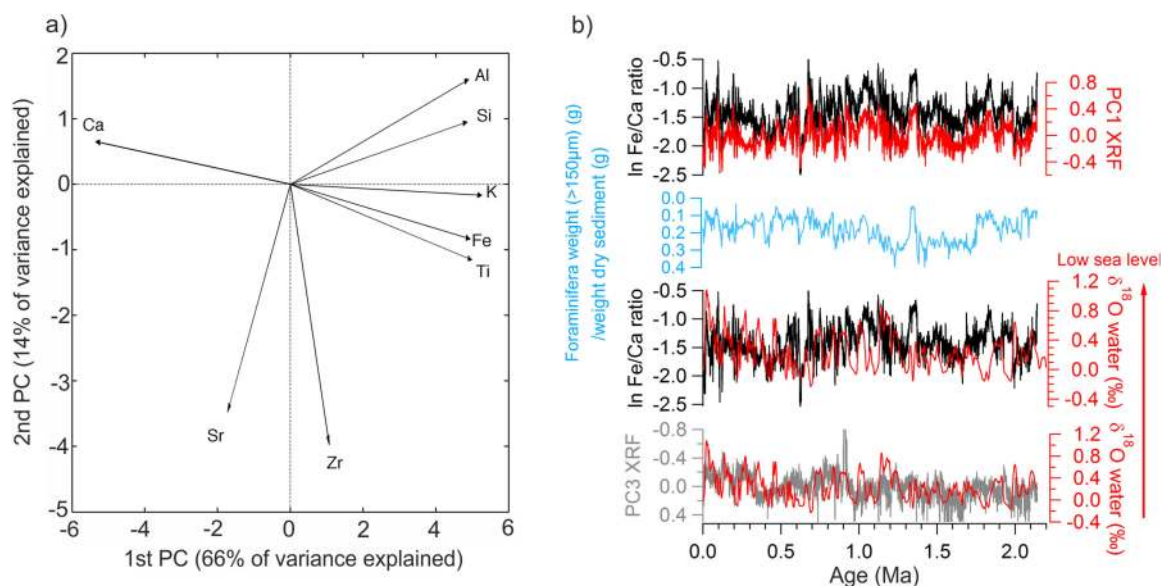 a)
2
1
0
-1
-2
-3
-4
-5
2nd PC (14% of variance explained)
Ca
Al
Si
K
Fe
Ti
Sr
Zr
-6
-4
-2
0
2
4
6
1st PC (66% of variance explained)
b)
Foraminifera weight (>150µm) (g)
/weight dry sediment (g)
ln Fe/Ca ratio
-0.5
-1.0
-1.5
-2.0
-2.5
0.8
0.4
0.0
-0.4
PC1 XRF
0.0
0.1
0.2
0.3
0.4
Low sea level
ln Fe/Ca ratio
-0.5
-1.0
-1.5
-2.0
-2.5
1.2
0.8
0.4
0.0
-0.4
δ18O water (‰)
PC3 XRF
-0.8
-0.4
0.0
0.4
1.2
0.8
0.4
0.0
-0.4
δ18O water (‰)
0.0
0.5
1.0
1.5
2.0
Age (Ma)